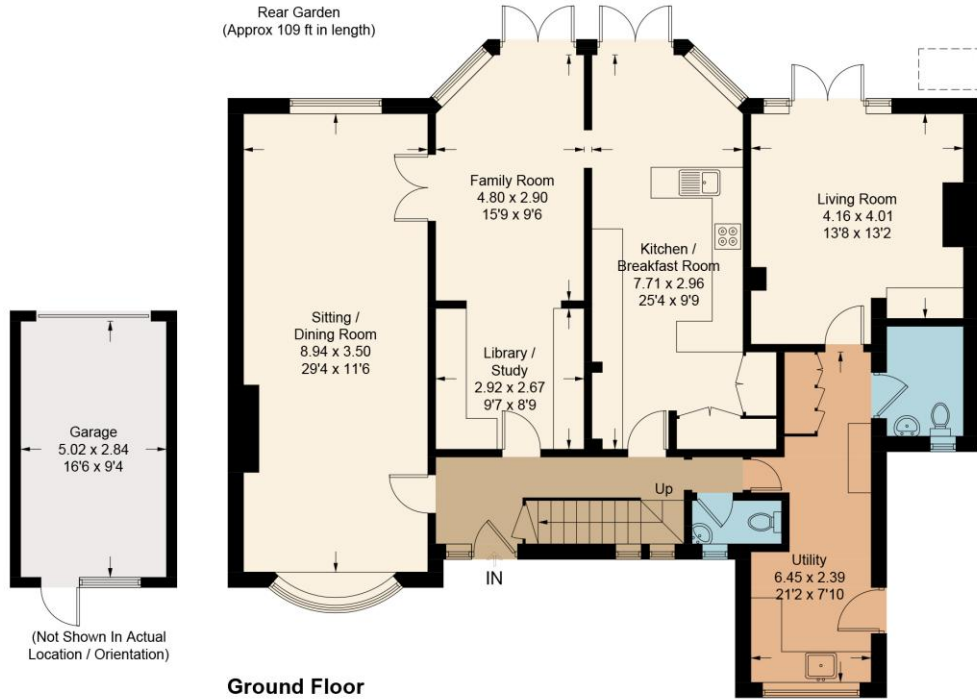 Rear Garden
(Approx 109 ft in length)
Family Room
4.80 x 2.90
15'9 x 9'6
Living Room
4.16 x 4.01
13'8 x 13'2
Kitchen /
Breakfast Room
7.71 x 2.96
25'4 x 9'9
Sitting /
Dining Room
8.94 x 3.50
29'4 x 11'6
Library /
Study
2.92 x 2.67
9'7 x 8'9
Garage
5.02 x 2.84
16'6 x 9'4
Up
IN
Utility
6.45 x 2.39
21'2 x 7'10
(Not Shown In Actual
Location / Orientation)
Ground Floor